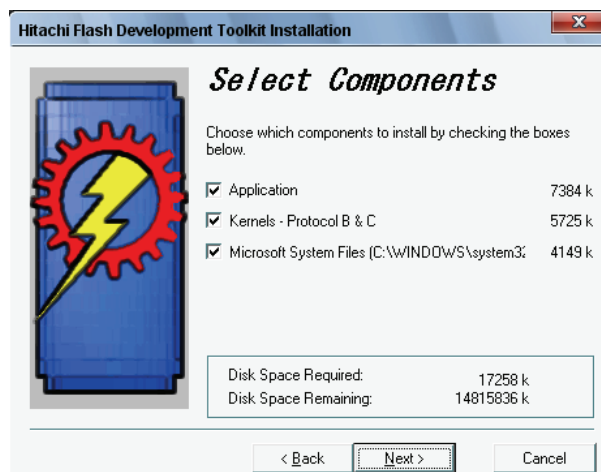 Hitachi Flash Development Toolkit Installation
Select Components
Choose which components to install by checking the boxes
below.
Application 7384 k
Kernels - Protocol B & C 5725 k
Microsoft System Files (C:\WINDOWS\system32 4149 k
Disk Space Required: 17258 k
Disk Space Remaining: 14815836 k
< Back Next > Cancel